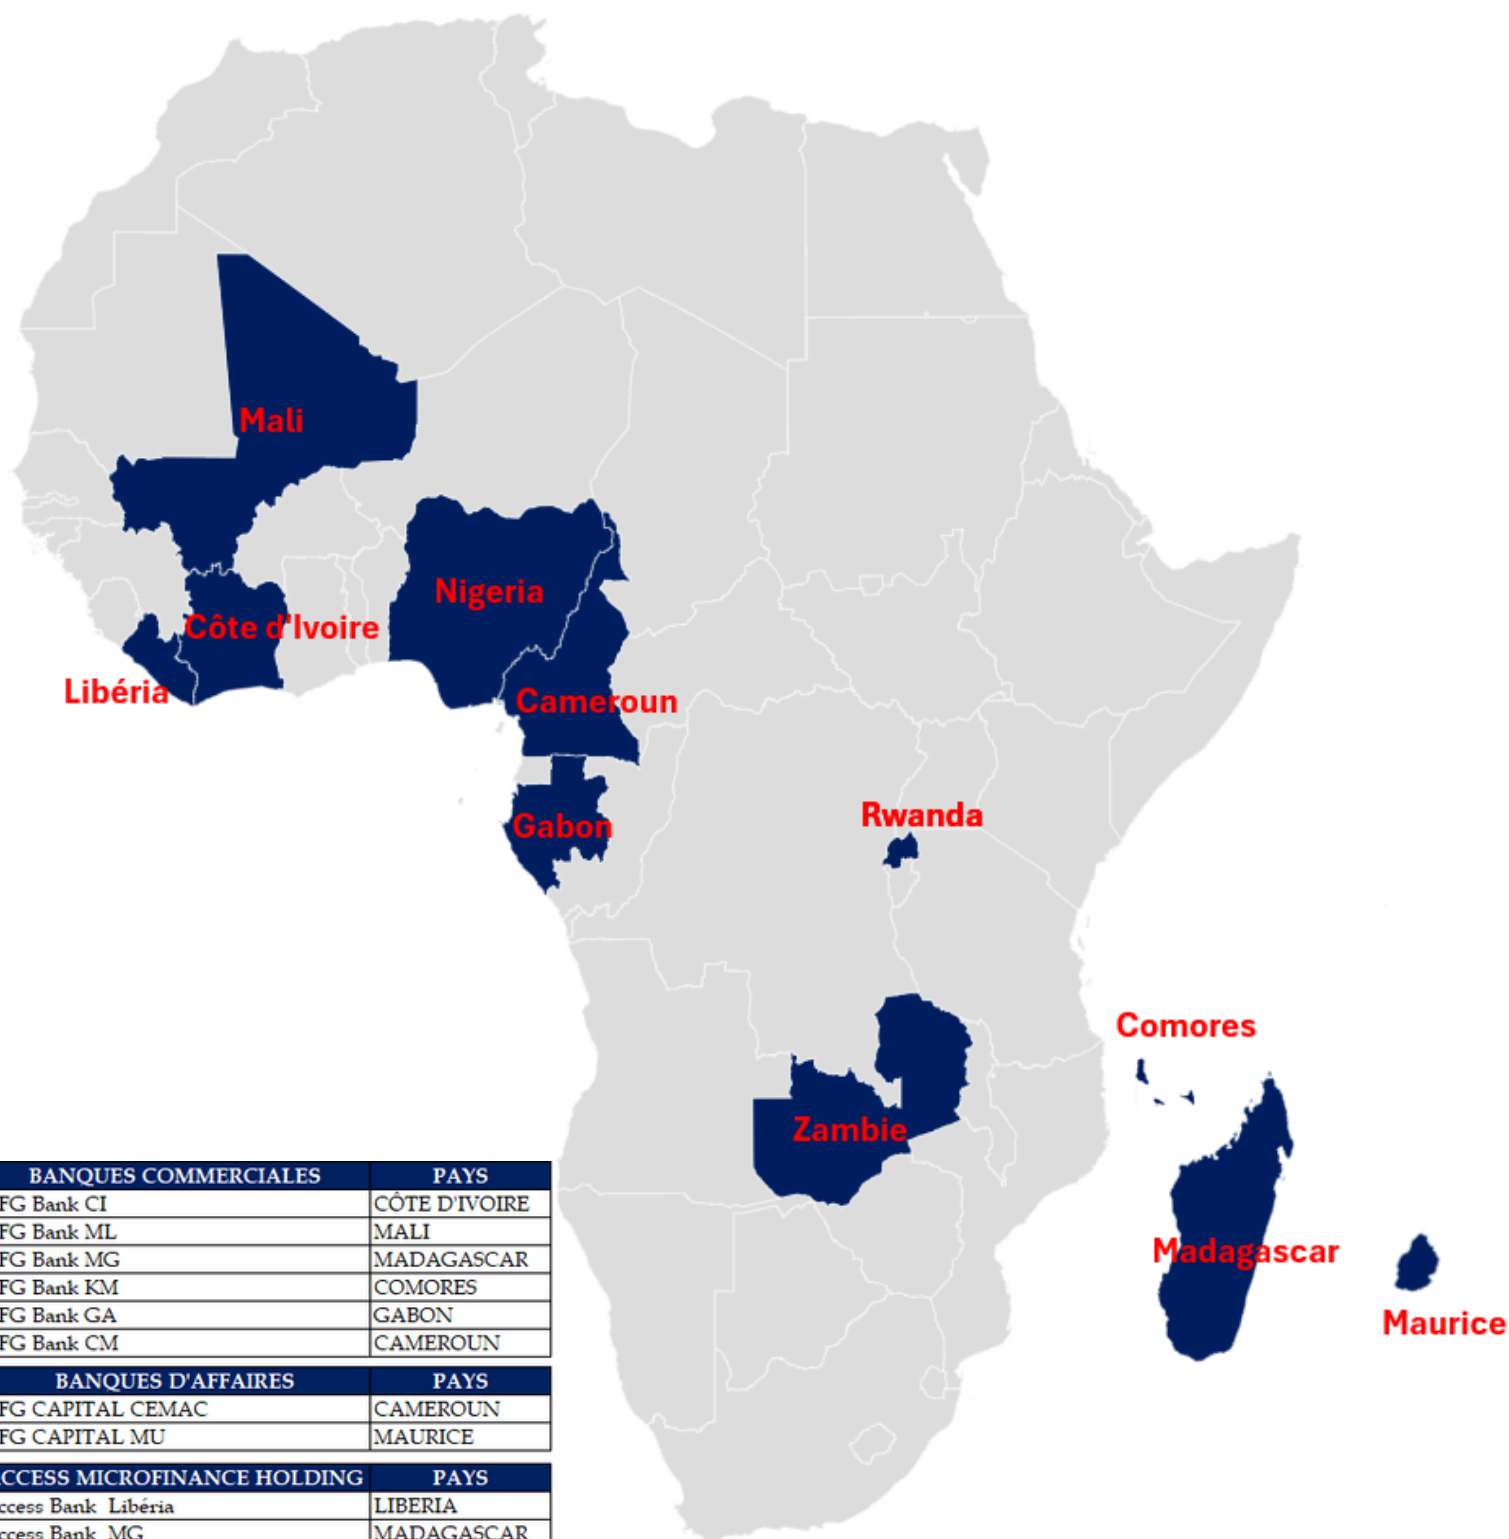 Mali
Nigeria
Côte d'Ivoire
Libéria
Cameroun
Gabon
Rwanda
Comores
Zambie
Madagascar
Maurice
BANQUES COMMERCIALES PAYS
FG Bank CI CÔTE D'IVOIRE
FG Bank ML MALI
FG Bank MG MADAGASCAR
FG Bank KM COMORES
FG Bank GA GABON
FG Bank CM CAMEROUN
BANQUES D'AFFAIRES PAYS
FG CAPITAL CEMAC CAMEROUN
FG CAPITAL MU MAURICE
CCESS MICROFINANCE HOLDING PAYS
ccess Bank Libéria LIBERIA
ccess Bank MG MADAGASCAR